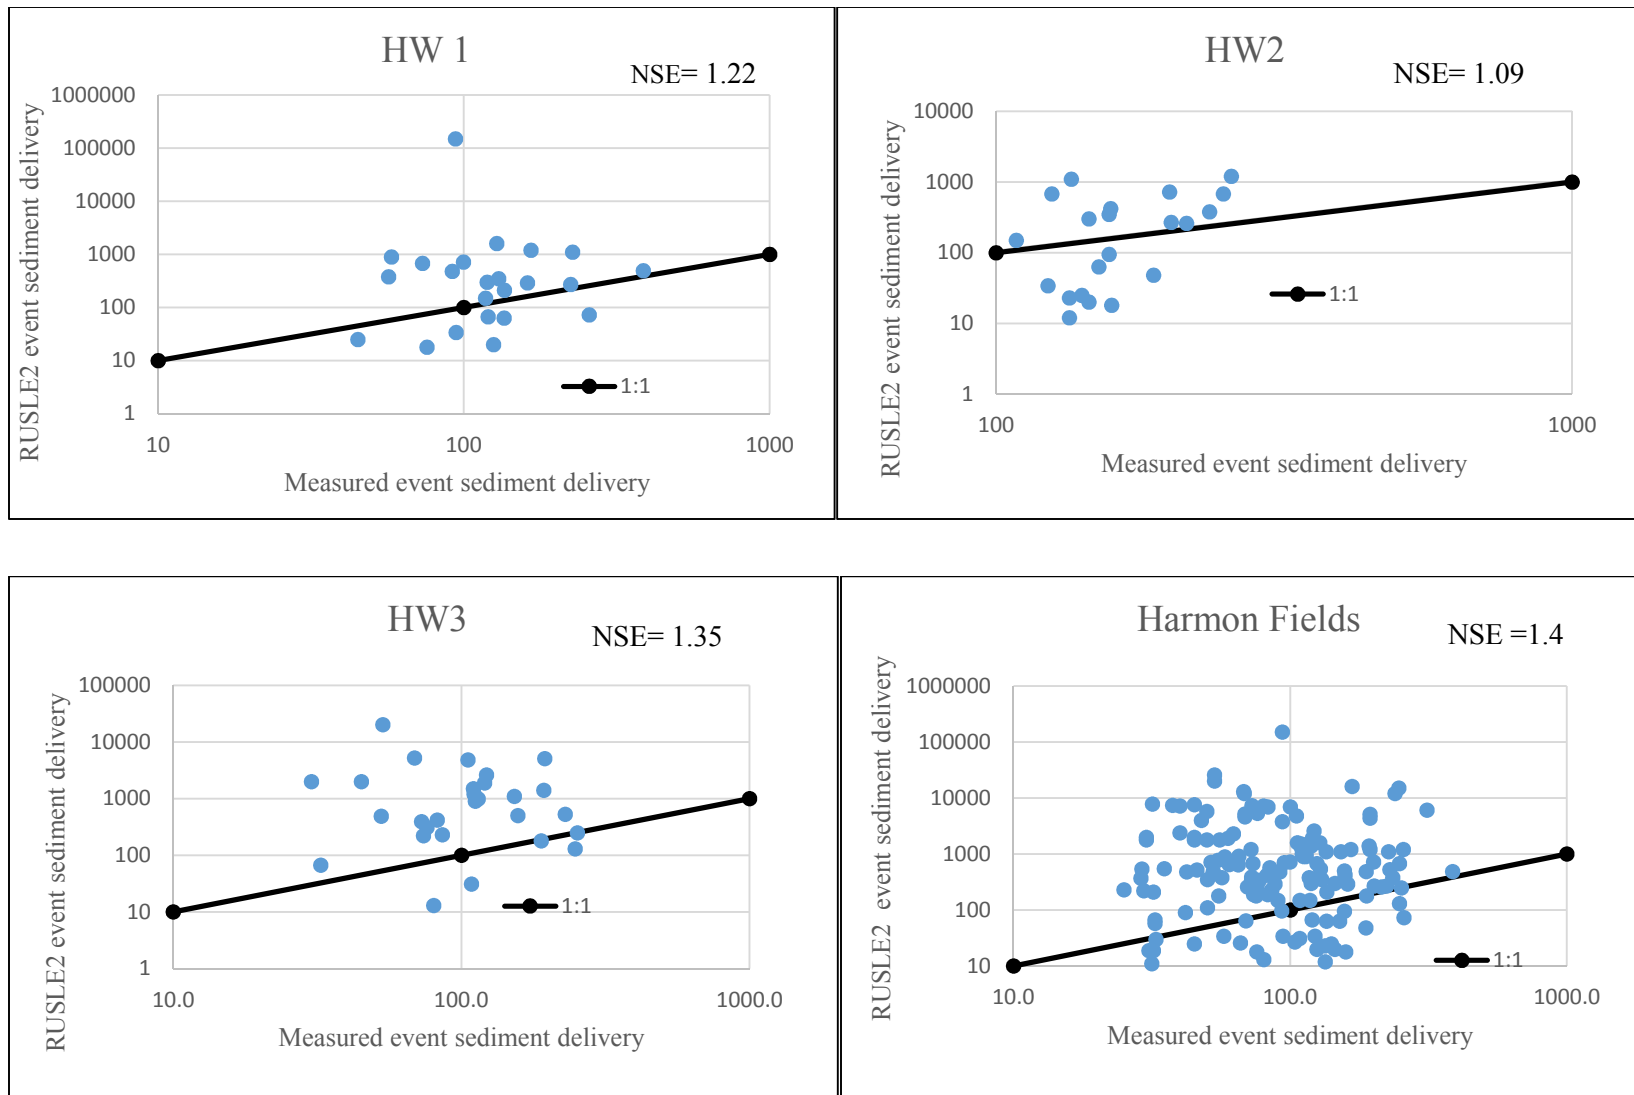 HW 1
NSE= 1.22
RUSLE2 event sediment delivery
1000000
100000
10000
1000
100
10
1
10
100
1000
1:1
Measured event sediment delivery
HW2
NSE= 1.09
RUSLE2 event sediment delivery
10000
1000
100
10
1
100
1000
1:1
Measured event sediment delivery
HW3
NSE= 1.35
RUSLE2 event sediment delivery
100000
10000
1000
100
10
1
10.0
100.0
1000.0
1:1
Measured event sediment delivery
Harmon Fields
NSE =1.4
RUSLE2 event sediment delivery
1000000
100000
10000
1000
100
10
10.0
100.0
1000.0
1:1
Measured event sediment delivery